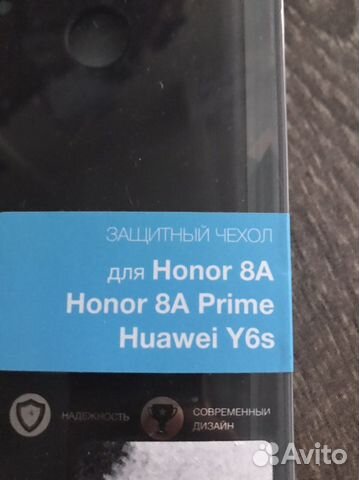 ЗАЩИТНЫЙ ЧЕХОЛ
для Honor 8A
Honor 8A Prime
Huawei Y6s
НАДЕЖНОСТЬ
СОВРЕМЕННЫЙ
ДИЗАЙН
Avito